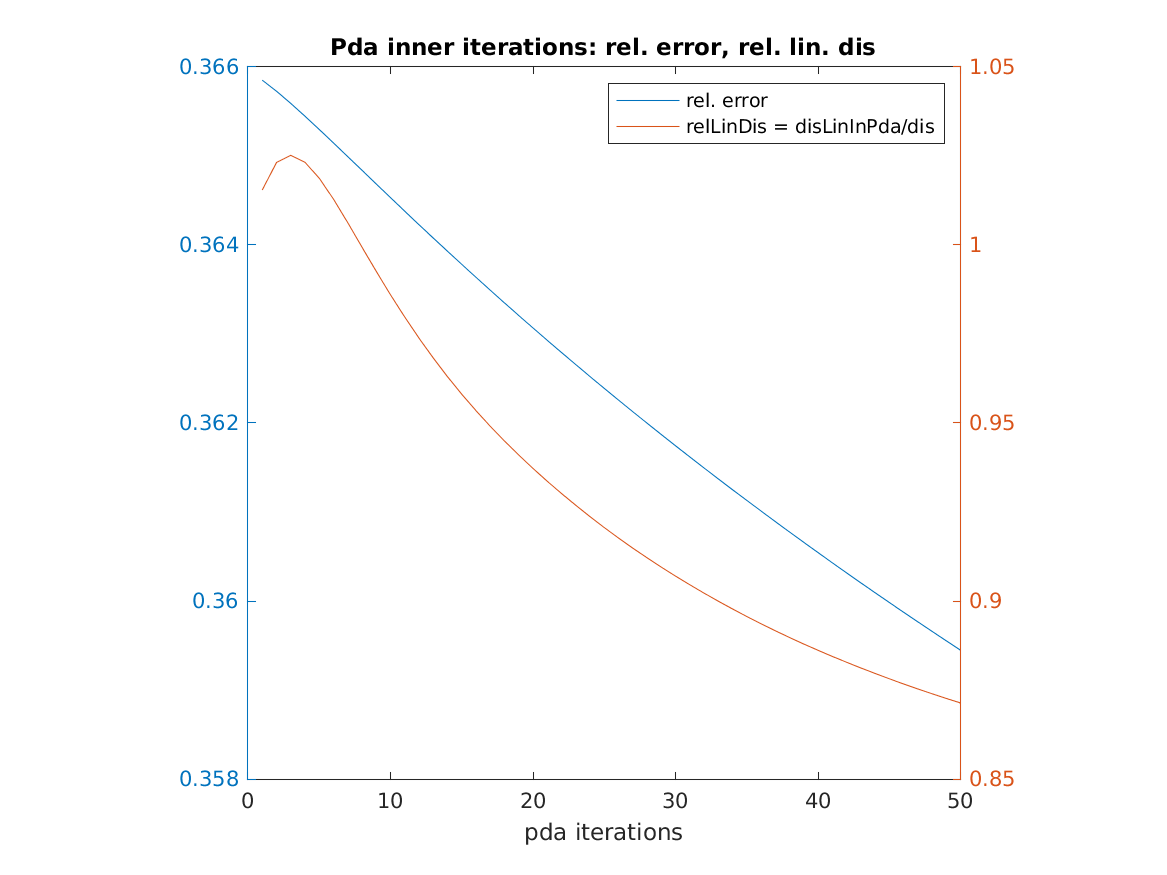 Pda inner iterations: rel. error, rel. lin. dis
0.366
0.364
0.362
0.36
0.358
1.05
1
0.95
0.9
0.85
rel. error
relLinDis = disLinInPda/dis
0 10 20 30 40 50
pda iterations